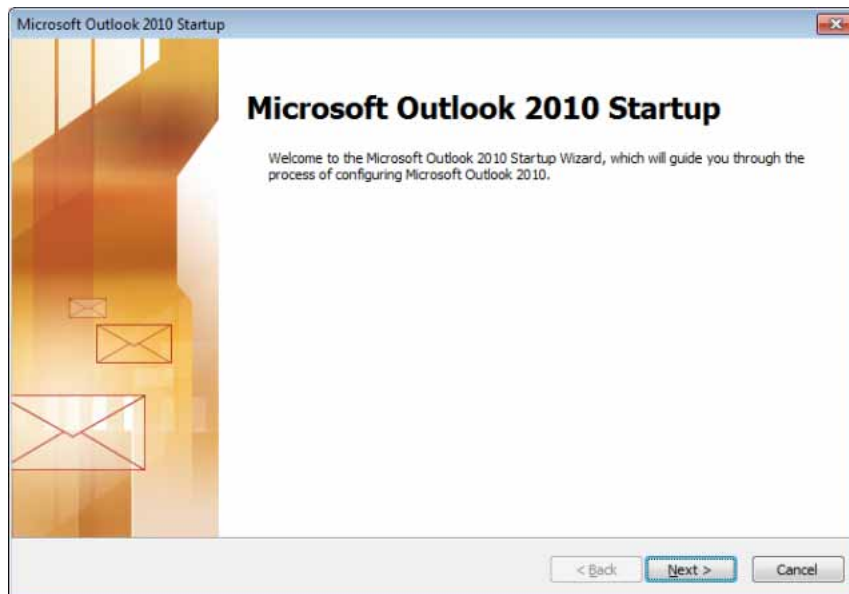 Microsoft Outlook 2010 Startup
Microsoft Outlook 2010 Startup
Welcome to the Microsoft Outlook 2010 Startup Wizard, which will guide you through the
process of configuring Microsoft Outlook 2010.
< Back Next > Cancel